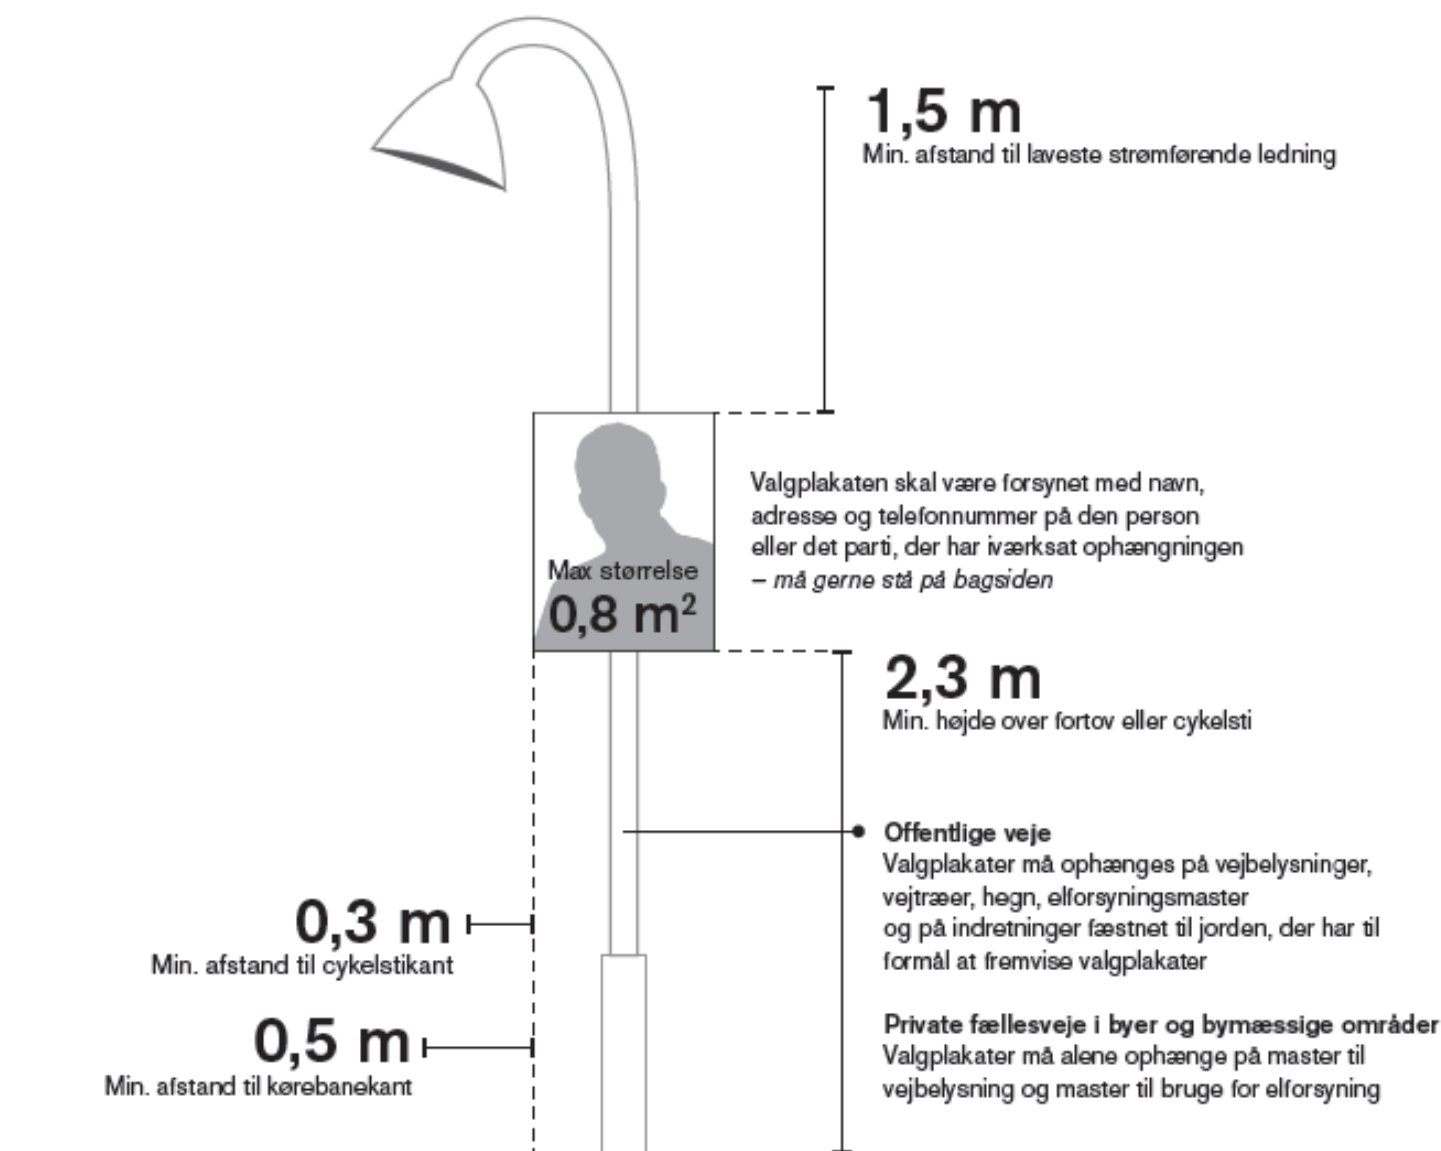 1,5 m
Min. afstand til laveste strømførende ledning
Valgplakaten skal være forsynet med navn,
adresse og telefonnummer på den person
eller det parti, der har iværksat ophængningen
– må gerne stå på bagsiden
Max størrelse
0,8 m²
2,3 m
Min. højde over fortov eller cykelsti
Offentlige veje
Valgplakater må ophænges på vejbelysninger,
vejtræer, hegn, elforsyningsmaster
og på indretninger fæstnet til jorden, der har til
formål at fremvise valgplakater
0,3 m
Min. afstand til cykelstikant
0,5 m
Min. afstand til kørebanekant
Private fællesveje i byer og bymæssige områder
Valgplakater må alene ophænge på master til
vejbelysning og master til bruge for elforsyning